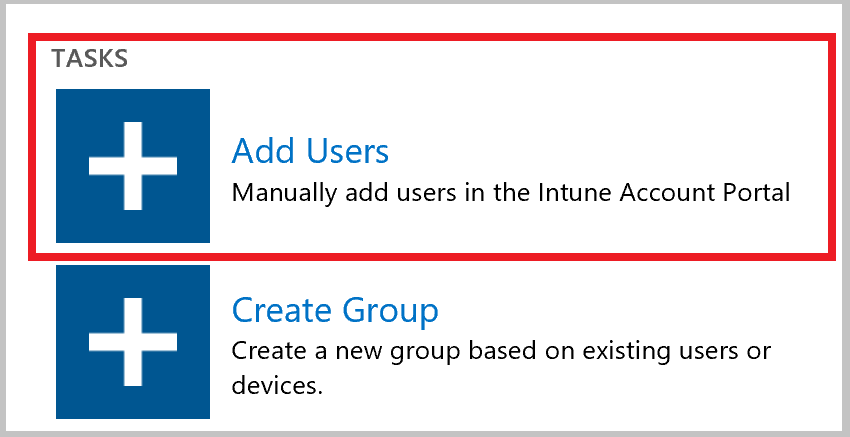 TASKS
Add Users
Manually add users in the Intune Account Portal
Create Group
Create a new group based on existing users or
devices.